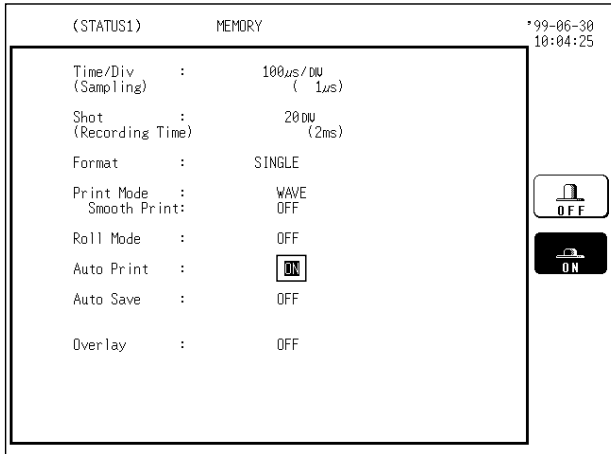 (STATUS1) MEMORY '99-06-30
10:04:25
Time/Div : 100µs/DIV
(Sampling) ( 1µs)
Shot : 20DIV
(Recording Time) (2ms)
Format : SINGLE
Print Mode : WAVE
Smooth Print: OFF
Roll Mode : OFF
Auto Print : ON
Auto Save : OFF
Overlay : OFF
OFF
ON